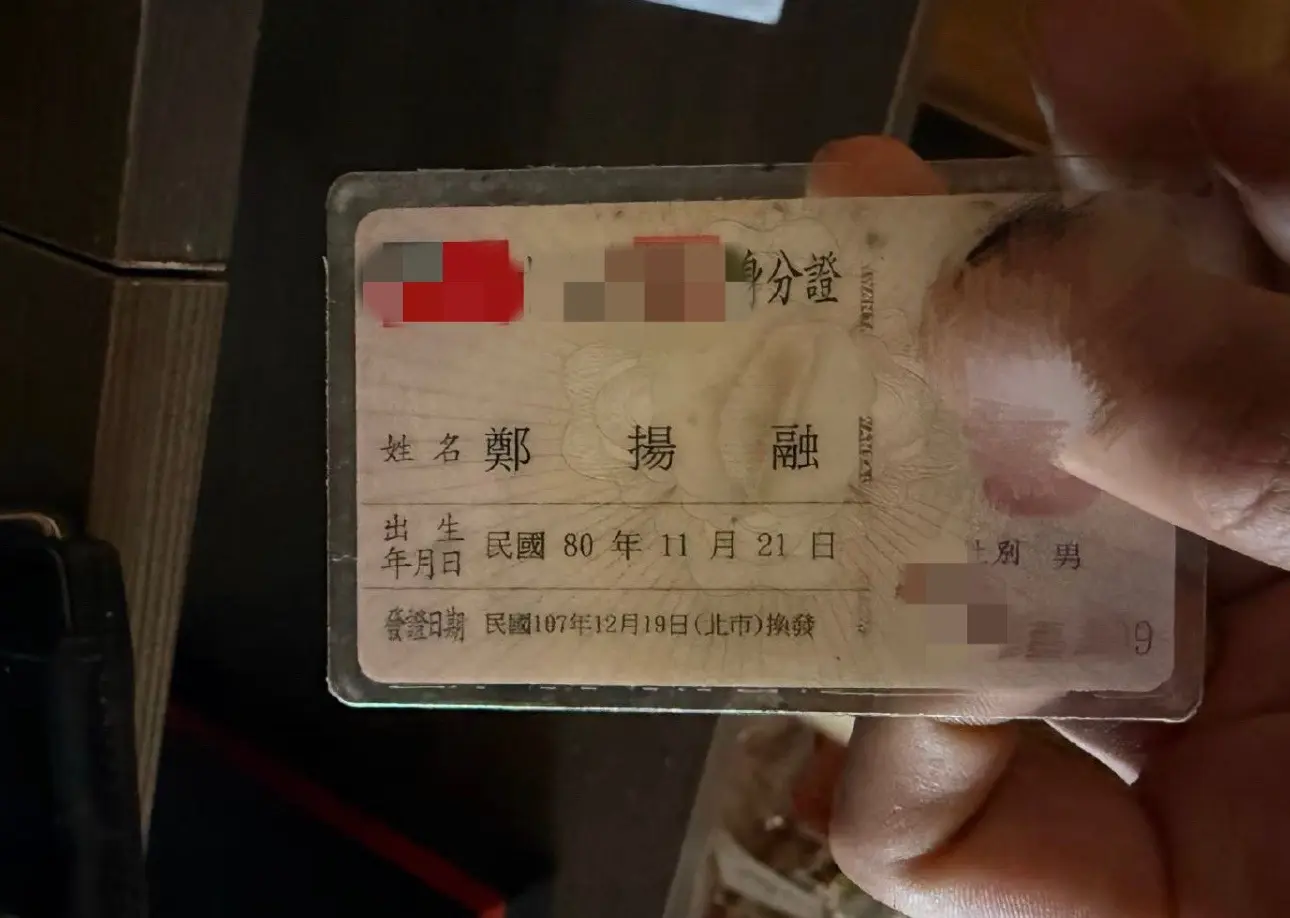 身分證
姓名 鄭揚融
出生年月日 民國 80 年 11 月 21 日
性別 男
發證日期 民國107年12月19日(北市)換發
9